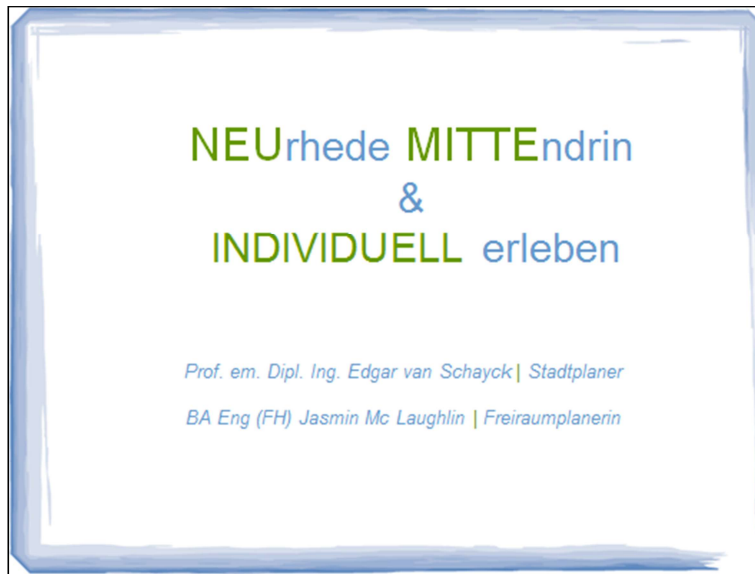 NEUrhede MITTEndrin
&
INDIVIDUELL erleben
Prof. em. Dipl. Ing. Edgar van Schayck | Stadtplaner
BA Eng (FH) Jasmin Mc Laughlin | Freiraumplanerin